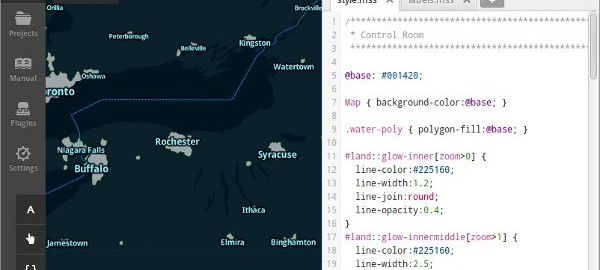 Orillia
Brockville
Projects
Peterborough
Kingston
Belleville
Manual
Oshawa
Watertown
ronto
Plugins
Niagara Falls
Rochester
Syracuse
Settings
Buffalo
A
Ithaca
Jamestown
Elmira
Binghamton
style.mss
labels.mss
+
1 /*****************************************
2 * Control Room
3 *****************************************
4
5 @base: #001420;
6
7 Map { background-color:@base; }
8
9 .water-poly { polygon-fill:@base; }
10
11 #land::glow-inner[zoom>0] {
12 line-color:#225160;
13 line-width:1.2;
14 line-join:round;
15 line-opacity:0.4;
16 }
17 #land::glow-innermiddle[zoom>1] {
18 line-color:#225160;
19 line-width:2.5;